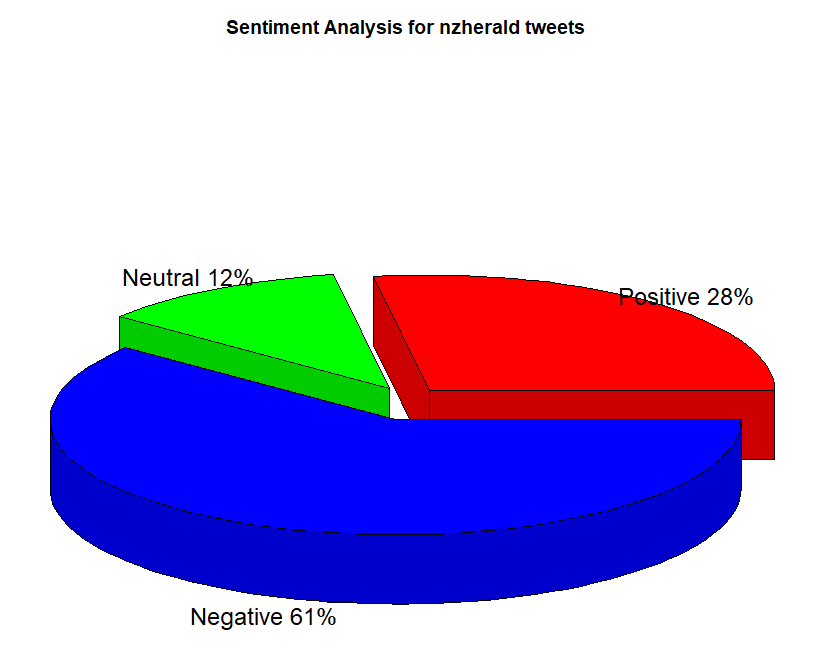 Sentiment Analysis for nzherald tweets
Neutral 12%
Positive 28%
Negative 61%